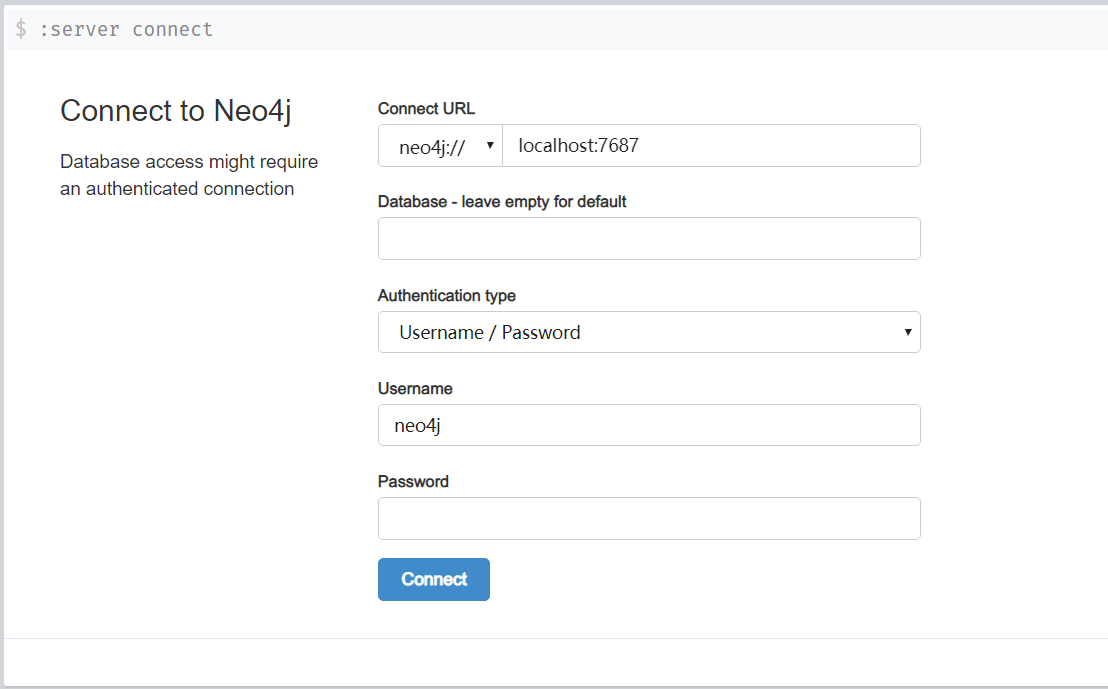 $ :server connect
Connect to Neo4j
Database access might require
an authenticated connection
Connect URL
neo4j:// ▾ localhost:7687
Database - leave empty for default
Authentication type
Username / Password ▾
Username
neo4j
Password
Connect